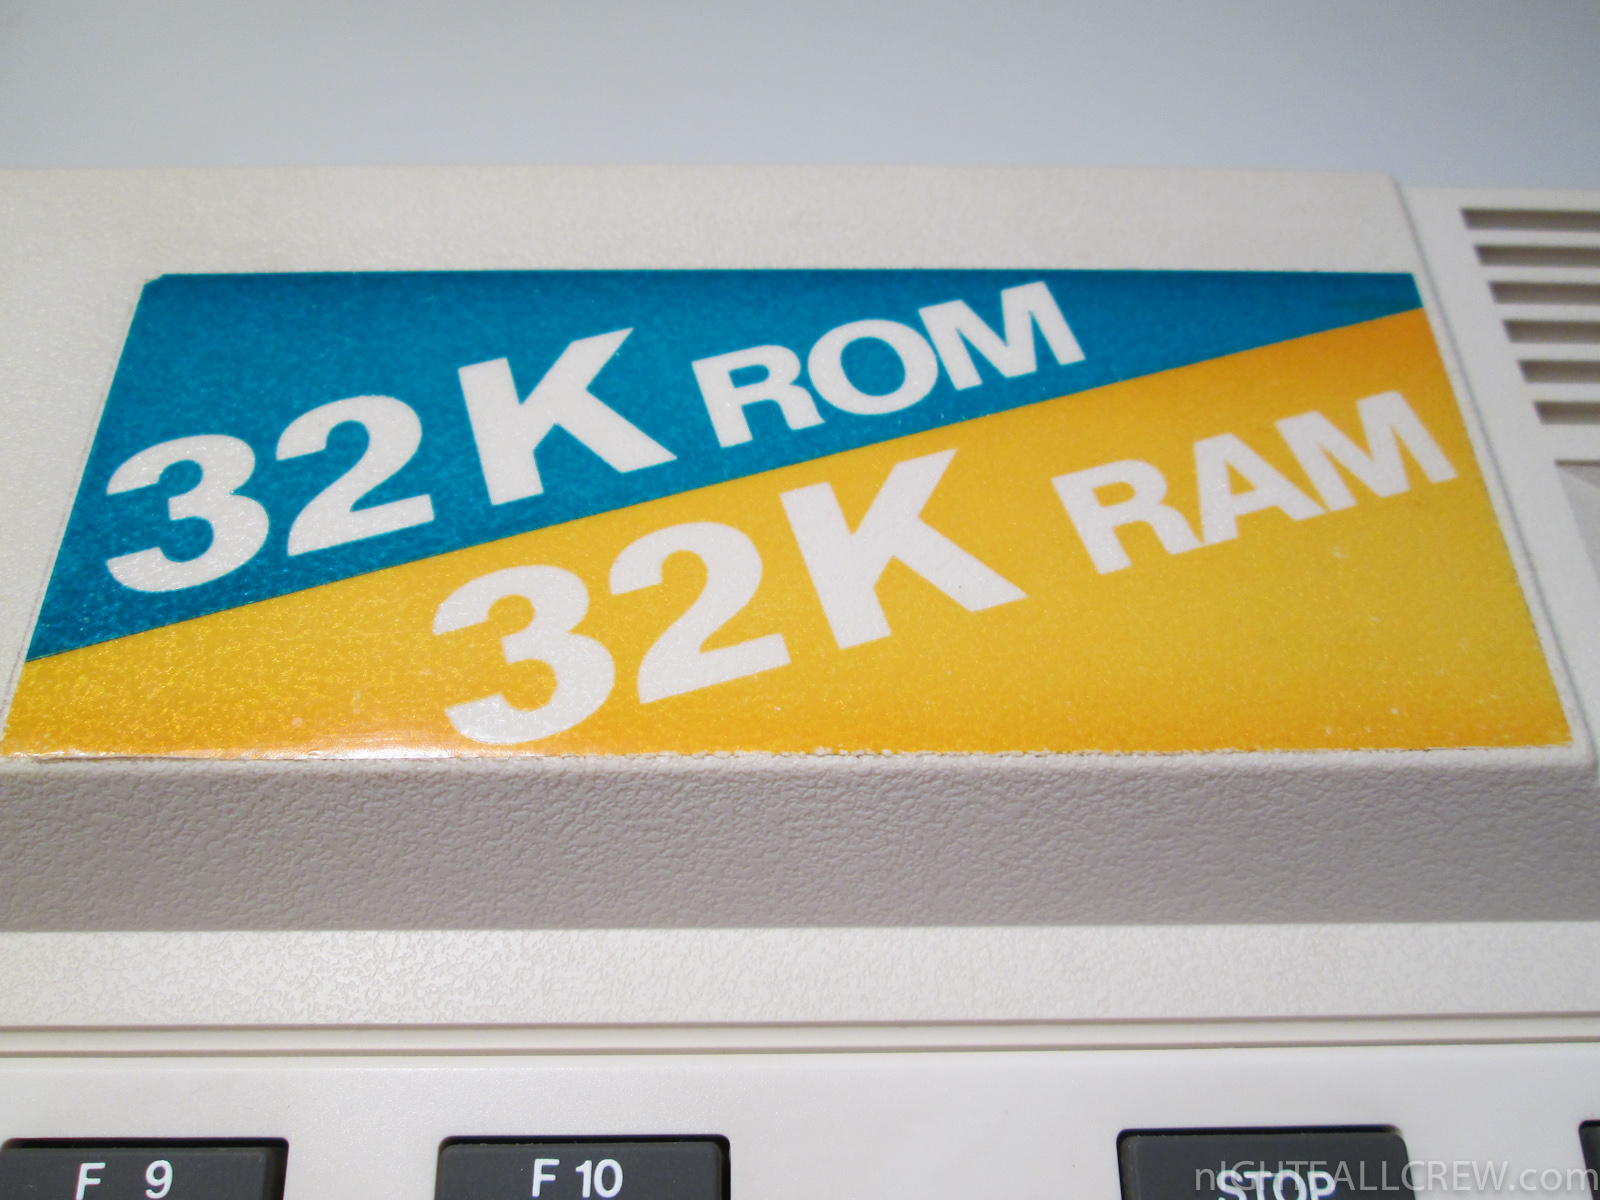 32K ROM
32K RAM
F 9
F 10
STOP
nIGHTFALLCREW.com